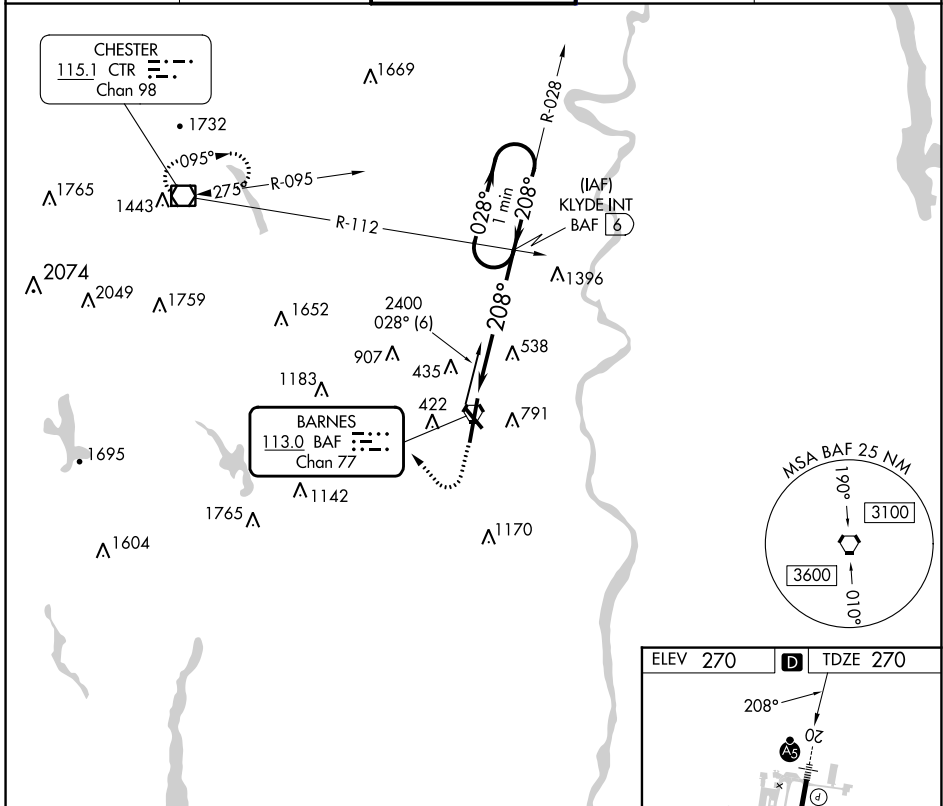 CHESTER
115.1 CTR
Chan 98
1669
1732
095°
275°
R-095
R-028
1765
1443
R-112
028°
1 min
208°
(IAF)
KLYDE INT
BAF 6
1396
2074
2049
1759
1652
2400
028° (6)
208°
907
435
538
1183
422
791
BARNES
113.0 BAF
Chan 77
1695
1142
1765
1604
1170
MSA BAF 25 NM
190°
3100
3600
010°
ELEV 270
D
TDZE 270
208°
20
A5
x
P